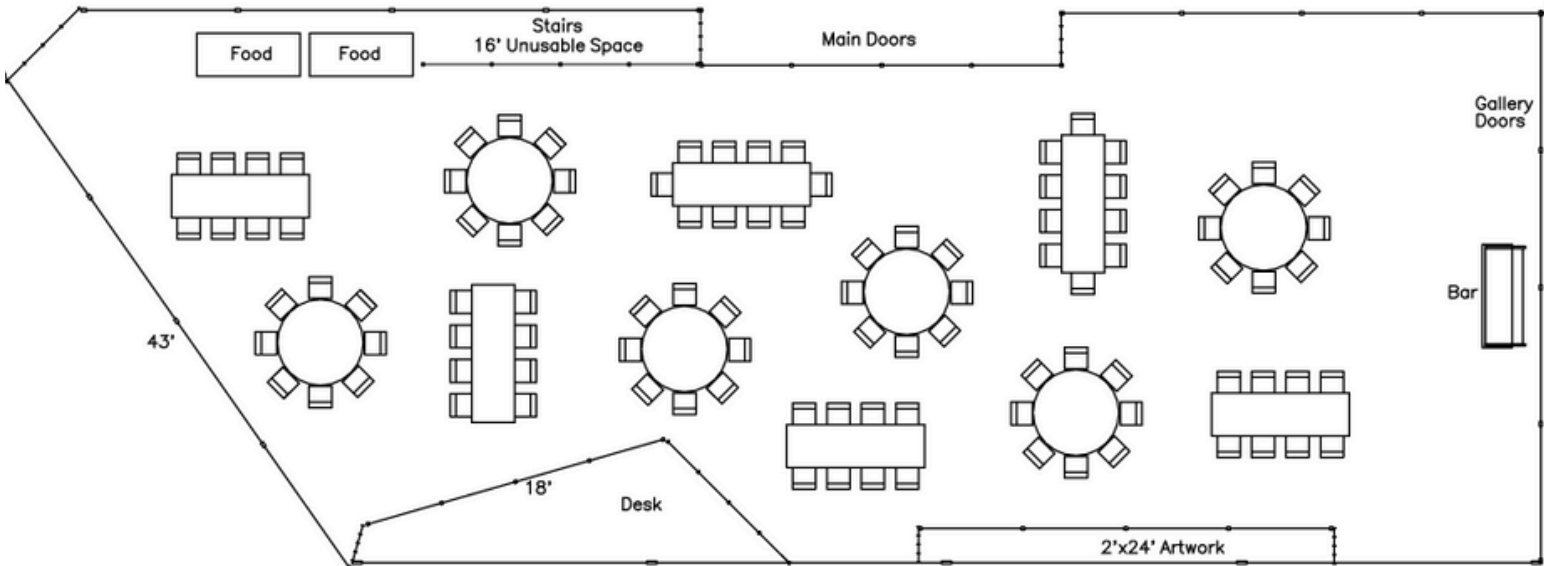 Food
Food
Stairs
16' Unusable Space
Main Doors
Gallery
Doors
43'
Bar
18'
Desk
2'x24' Artwork